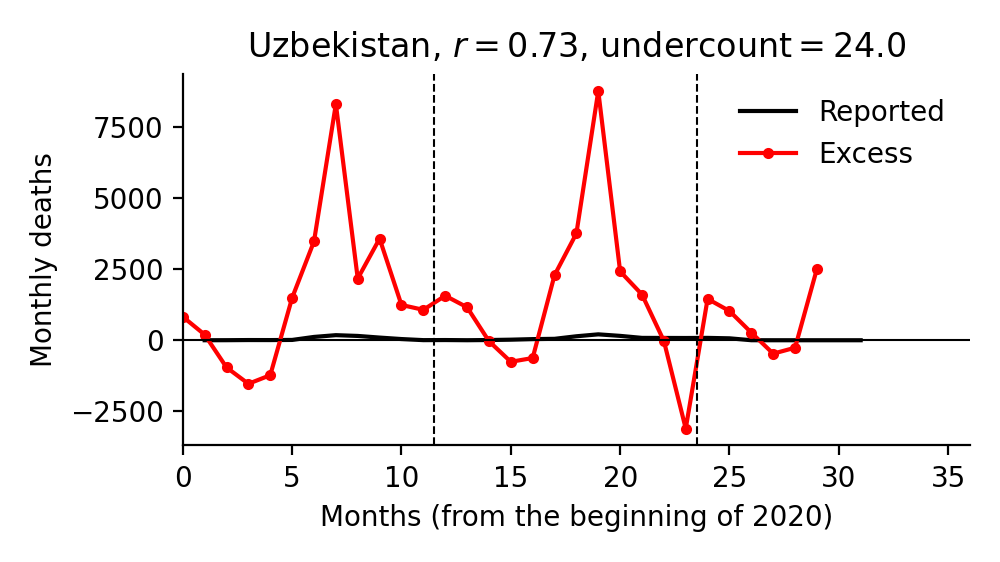 Uzbekistan, r = 0.73, undercount = 24.0
Reported
Excess
Monthly deaths
7500
5000
2500
0
−2500
0 5 10 15 20 25 30 35
Months (from the beginning of 2020)